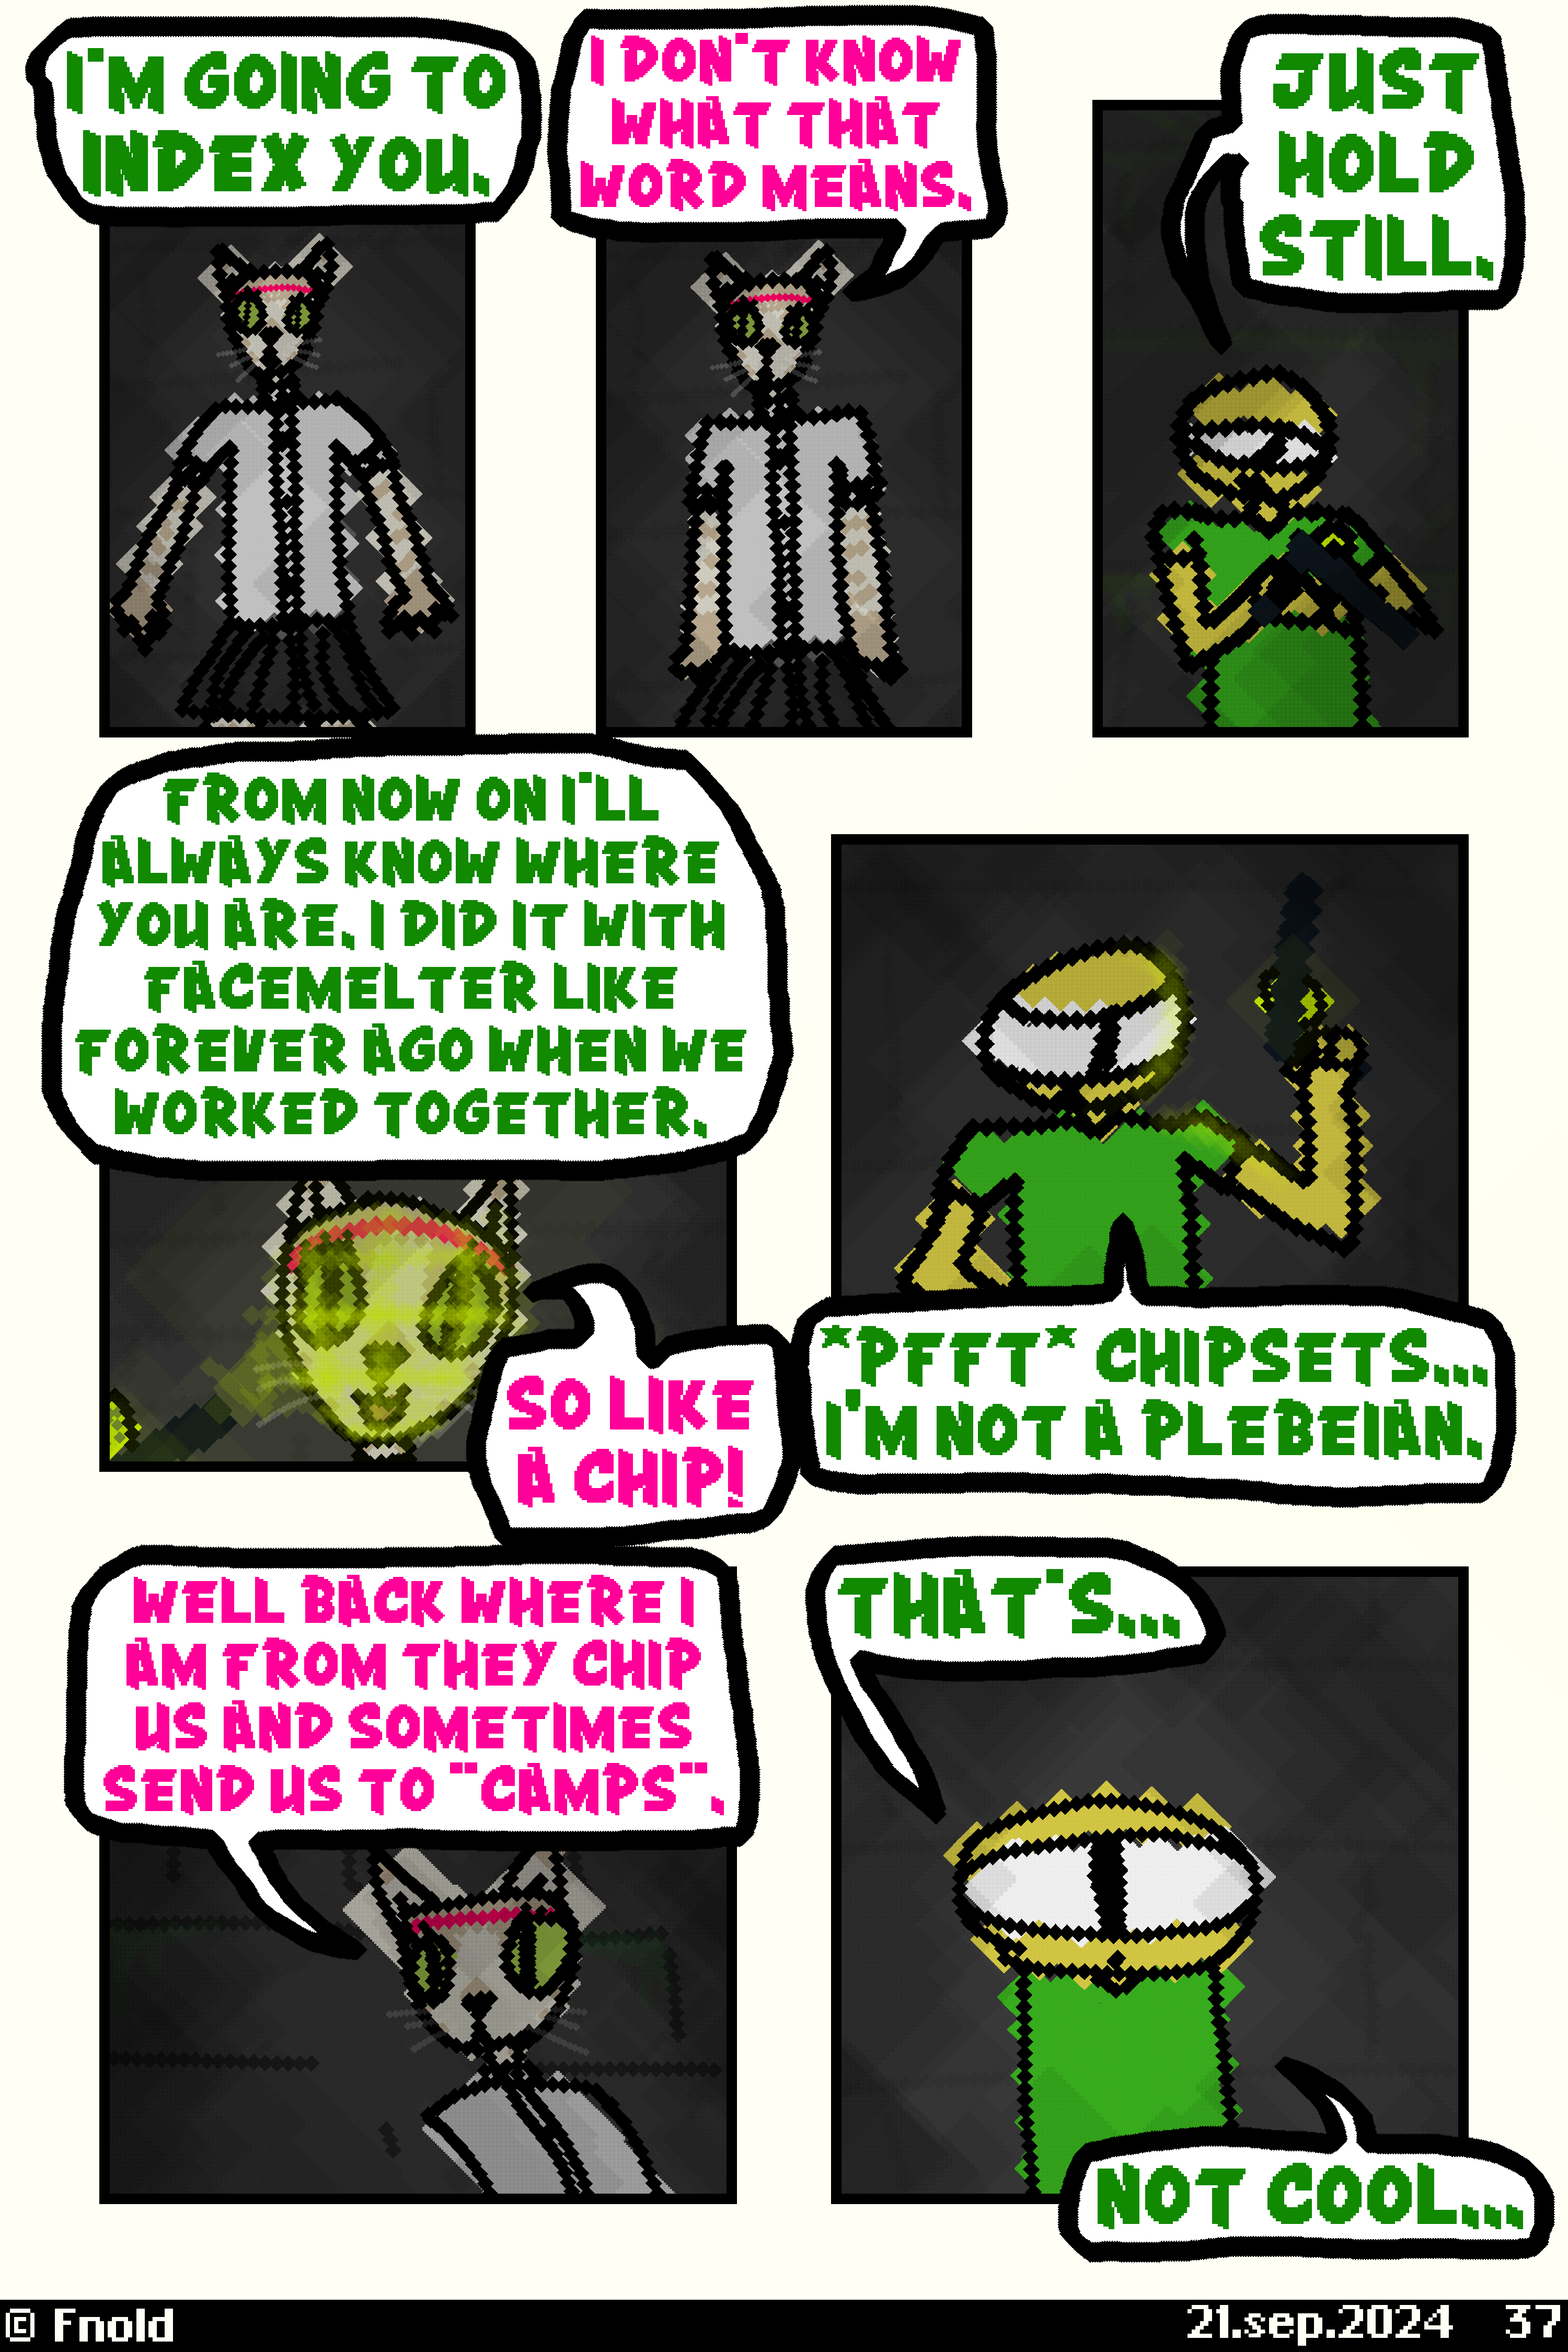 I'M GOING TO
INDEX YOU.
I DON'T KNOW
WHAT THAT
WORD MEANS.
JUST
HOLD
STILL.
FROM NOW ON I'LL
ALWAYS KNOW WHERE
YOU ARE. I DID IT WITH
FACEMELTER LIKE
FOREVER AGO WHEN WE
WORKED TOGETHER.
SO LIKE
A CHIP!
*PFFT* CHIPSETS...
I'M NOT A PLEBEIAN.
WELL BACK WHERE I
AM FROM THEY CHIP
US AND SOMETIMES
SEND US TO "CAMPS".
THAT'S...
NOT COOL...
© Fnold
21.sep.2024 37